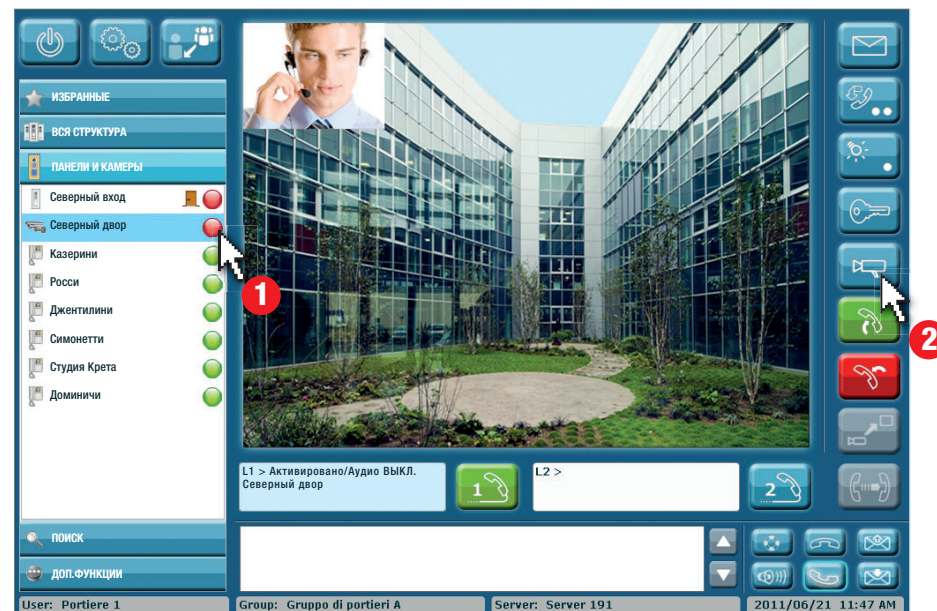 ИЗБРАННЫЕ
ВСЯ СТРУКТУРА
ПАНЕЛИ И КАМЕРЫ
Северный вход
Северный двор
Казерини
Росси
Джентилини
Симонетти
Студия Крета
Доминичи
ПОИСК
ДОП.ФУНКЦИИ
1
2
L1 > Активировано/Аудио ВЫКЛ.
Северный двор
1
L2 >
2
User: Portiere 1
Group: Gruppo di portieri A
Server: Server 191
2011/06/21 11:47 AM